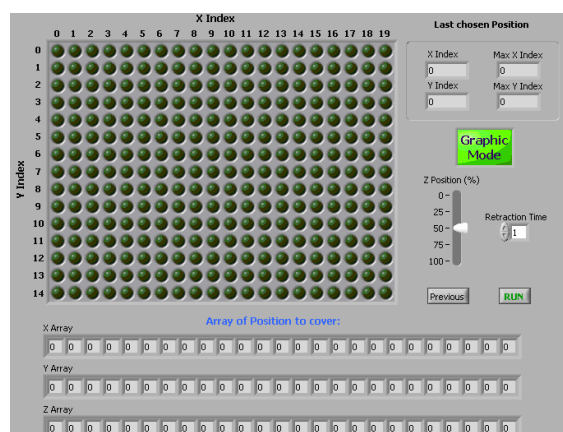 X Index
0 1 2 3 4 5 6 7 8 9 10 11 12 13 14 15 16 17 18 19
Y Index
0
1
2
3
4
5
6
7
8
9
10
11
12
13
14
Last chosen Position
X Index Max X Index
0 0
Y Index Max Y Index
0 0
Graphic
Mode
Z Position (%)
0
25
50
75
100
Retraction Time
1
Previous RUN
Array of Position to cover:
X Array
0 0 0 0 0 0 0 0 0 0 0 0 0 0 0 0 0 0 0 0 0 0 0 0 0
Y Array
0 0 0 0 0 0 0 0 0 0 0 0 0 0 0 0 0 0 0 0 0 0 0 0 0
Z Array
0 0 0 0 0 0 0 0 0 0 0 0 0 0 0 0 0 0 0 0 0 0 0 0 0